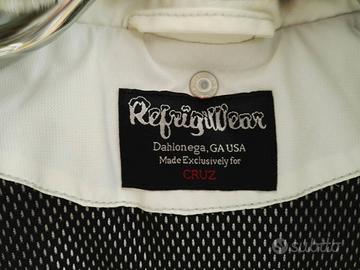 RefrigiWear
Dahlonega, GA USA
Made Exclusively for
CRUZ
subito